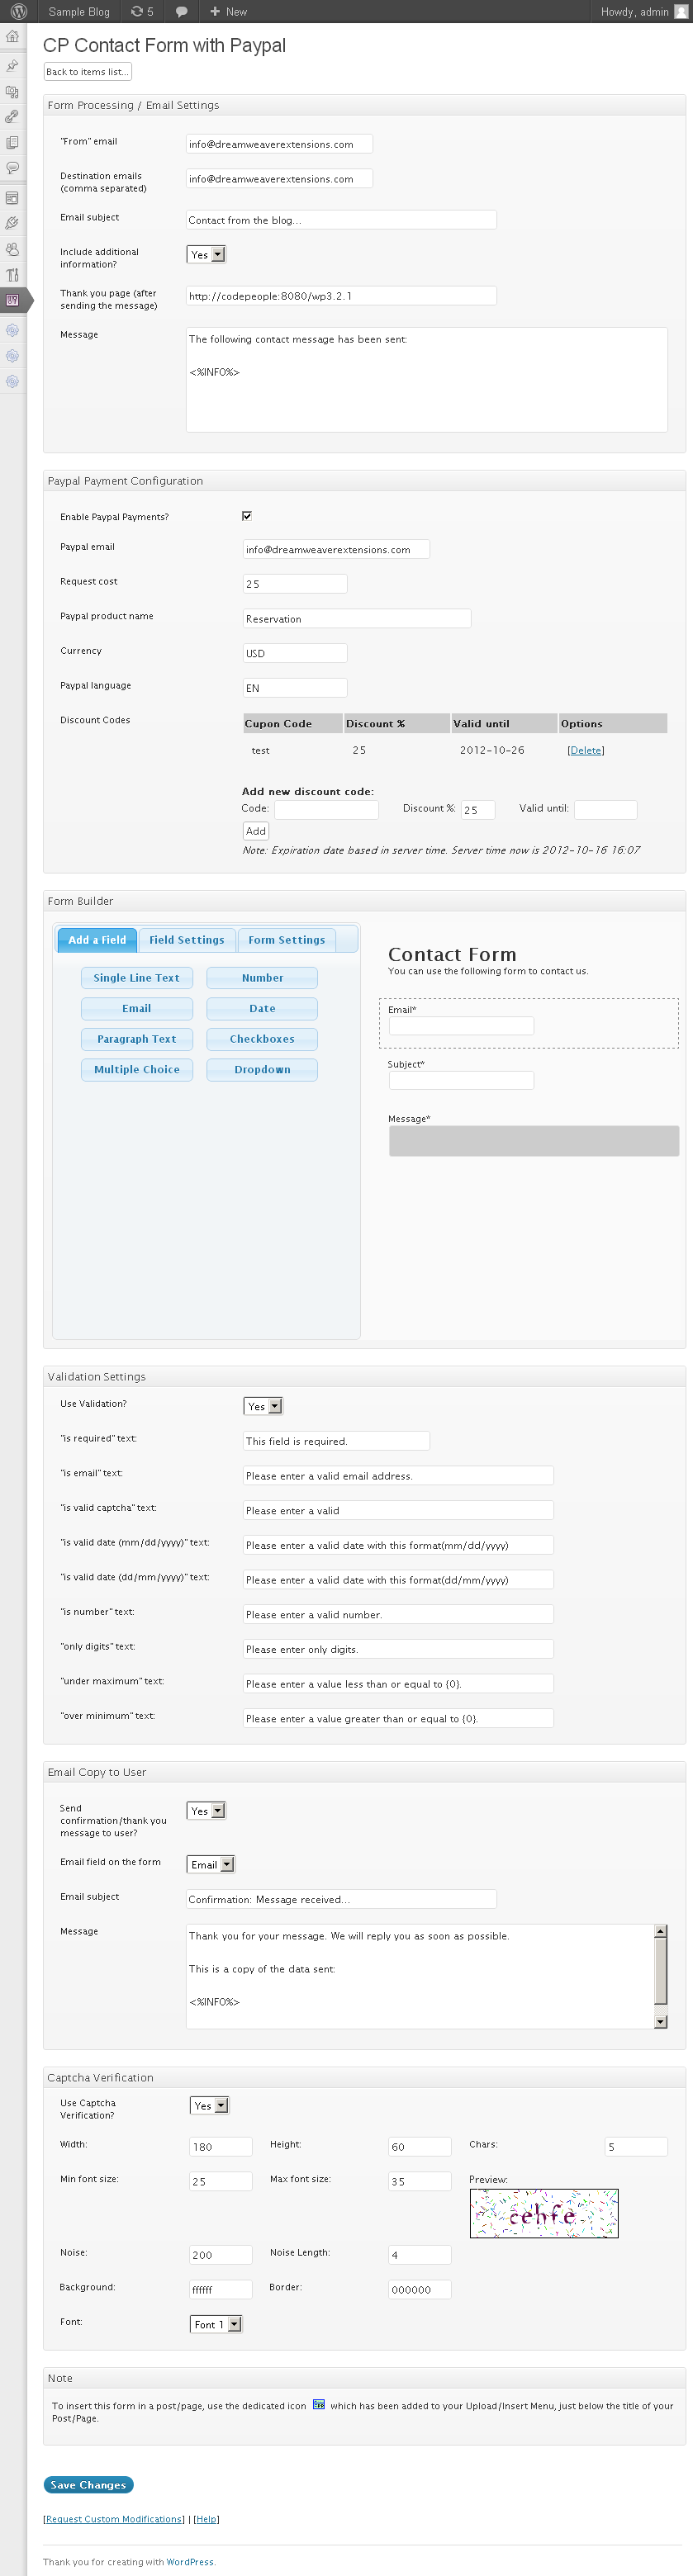 Sample Blog 5 + New Howdy, admin
CP Contact Form with Paypal
Back to items list...
Form Processing / Email Settings
"From" email info@dreamweaverextensions.com
Destination emails
(comma separated) info@dreamweaverextensions.com
Email subject Contact from the blog...
Include additional
information? Yes
Thank you page (after
sending the message) http://codepeople:8080/wp3.2.1
Message The following contact message has been sent:
<%INFO%>
Paypal Payment Configuration
Enable Paypal Payments?
Paypal email info@dreamweaverextensions.com
Request cost 25
Paypal product name Reservation
Currency USD
Paypal language EN
Discount Codes Cupon Code Discount % Valid until Options
test 25 2012-10-26 [Delete]
Add new discount code:
Code: Discount %: 25 Valid until:
Add
Note: Expiration date based in server time. Server time now is 2012-10-16 16:07
Form Builder
Add a Field Field Settings Form Settings
Single Line Text Number
Email Date
Paragraph Text Checkboxes
Multiple Choice Dropdown
Contact Form
You can use the following form to contact us.
Email*
Subject*
Message*
Validation Settings
Use Validation? Yes
"is required" text: This field is required.
"is email" text: Please enter a valid email address.
"is valid captcha" text: Please enter a valid
"is valid date (mm/dd/yyyy)" text: Please enter a valid date with this format(mm/dd/yyyy)
"is valid date (dd/mm/yyyy)" text: Please enter a valid date with this format(dd/mm/yyyy)
"is number" text: Please enter a valid number.
"only digits" text: Please enter only digits.
"under maximum" text: Please enter a value less than or equal to {0}.
"over minimum" text: Please enter a value greater than or equal to {0}.
Email Copy to User
Send
confirmation/thank you
message to user? Yes
Email field on the form Email
Email subject Confirmation: Message received...
Message Thank you for your message. We will reply you as soon as possible.
This is a copy of the data sent:
<%INFO%>
Captcha Verification
Use Captcha
Verification? Yes
Width: 180 Height: 60 Chars: 5
Min font size: 25 Max font size: 35 Preview:
cehfe
Noise: 200 Noise Length: 4
Background: ffffff Border: 000000
Font: Font 1
Note
To insert this form in a post/page, use the dedicated icon which has been added to your Upload/Insert Menu, just below the title of your
Post/Page.
Save Changes
[Request Custom Modifications] | [Help]
Thank you for creating with WordPress.